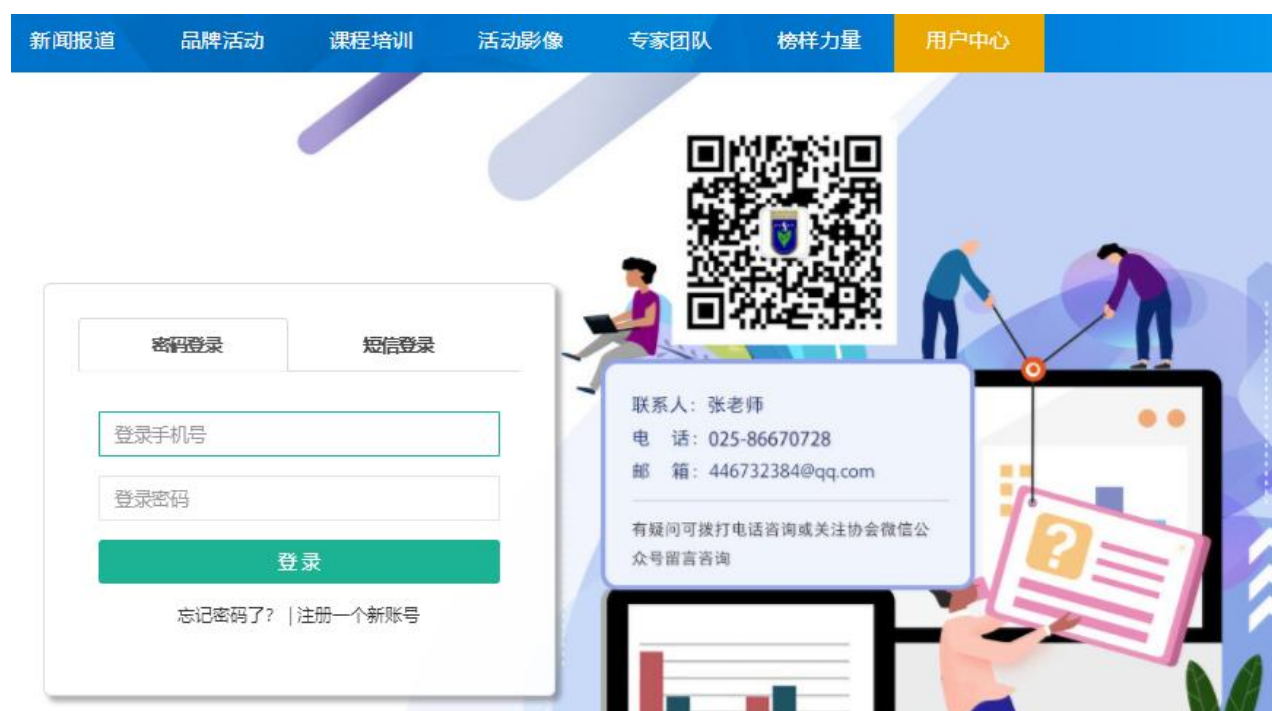 新闻报道 品牌活动 课程培训 活动影像 专家团队 榜样力量 用户中心
密码登录 短信登录
登录手机号
登录密码
登录
忘记密码了？ | 注册一个新账号
联系人：张老师
电 话：025-86670728
邮 箱：446732384@qq.com
有疑问可拨打电话咨询或关注协会微信公
众号留言咨询
?